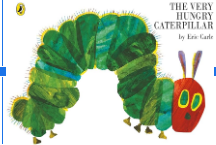 THE VERY
HUNGRY
CATERPILLAR
by Eric Carle